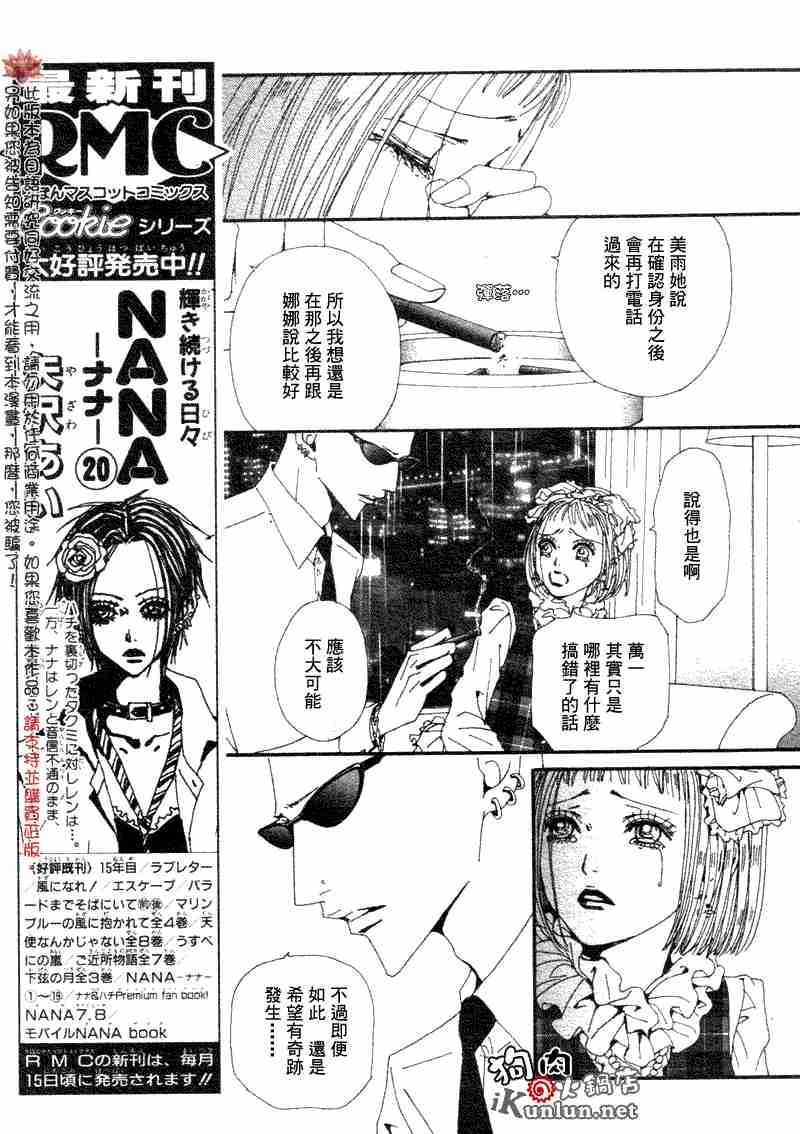 美雨她說
在確認身份之後
會再打電話
過來的
彈落…
所以我想還是
在那之後再跟
娜娜說比較好
說得也是啊
萬一
其實只是
哪裡有什麼
搞錯了的話
應該
不大可能
不過即便
如此 還是
希望有奇跡
發生……
最新刊
RMC
ぼんマスコットコミックス
Cookie シリーズ
大好評発売中!!
輝き続ける日々
NANA
―ナナ―
⑳
矢沢あい
ハチを裏切ったタクミに対しレンは…。
一方、ナナはレンと音信不通のまま、
〈好評既刊〉15年目/ラブレター
/風になれ!/エスケープ/バラ
ードまでそばにいて前後/マリン
ブルーの風に抱かれて全4巻/天
使なんかじゃない全8巻/うすべ
にの嵐/ご近所物語全7巻/
下弦の月全3巻/NANA―ナナ―
①~⑲/ナナ&ハチPremium fan book!
NANA7.8/
モバイルNANA book
RMCの新刊は、毎月
15日頃に発売されます!!
此版本為日語研究同好交流之用，請勿用於任何商業用途。如果您喜歡本作品，請支持並購買正版。
另如果您被告知需要付費，才能看到本漫畫，那麼，您被騙了！
狗肉
火鍋店
iKunlun.net